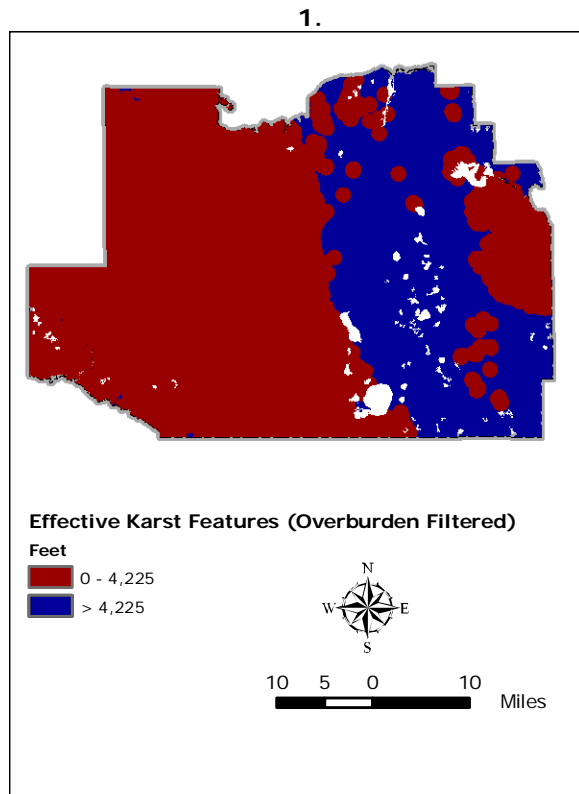 1.
Effective Karst Features (Overburden Filtered)
Feet
0 - 4,225
> 4,225
N
W E
S
10 5 0 10
Miles